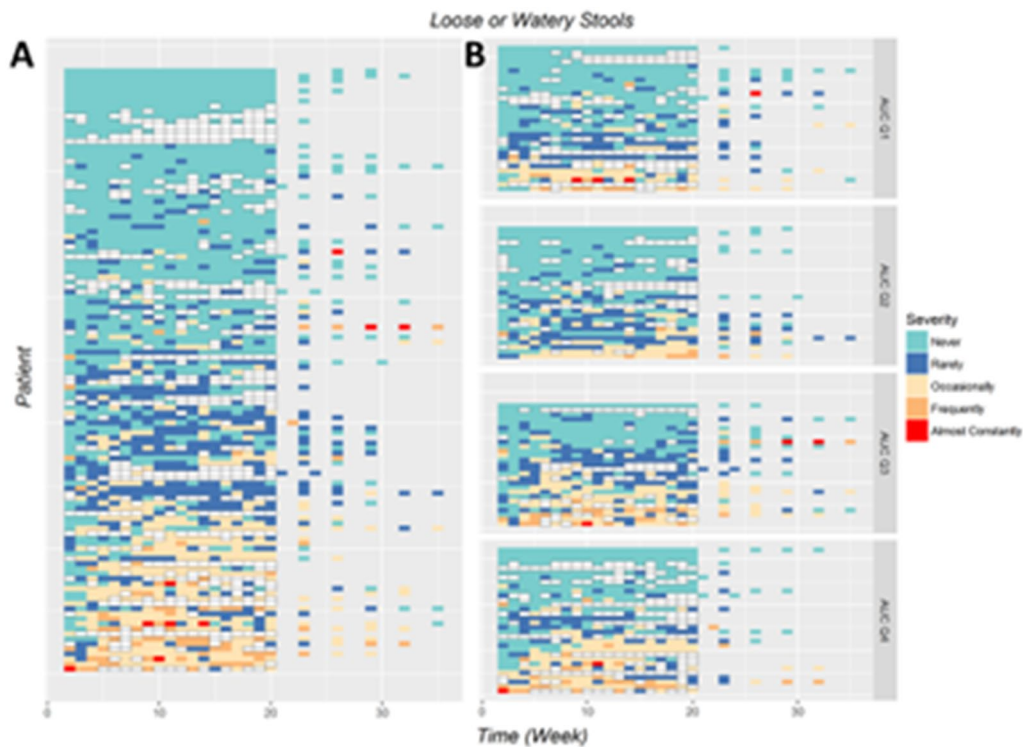 Loose or Watery Stools
A
B
Patient
AUC Q1
AUC Q2
AUC Q3
AUC Q4
Severity
Never
Rarely
Occasionally
Frequently
Almost Constantly
0 10 20 30
0 10 20 30
Time (Week)